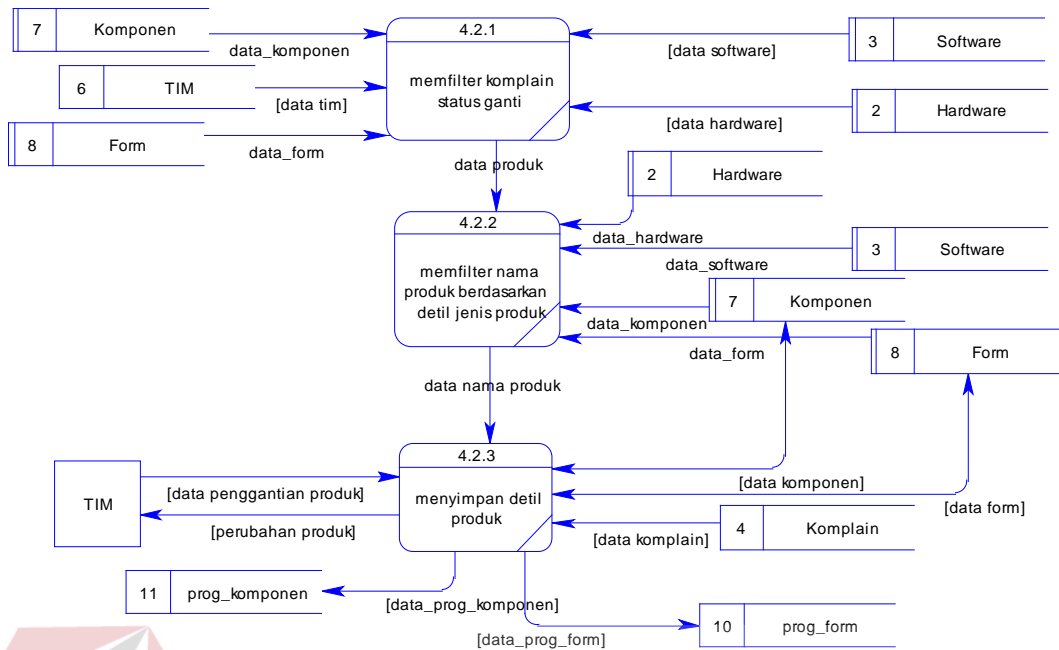 7 Komponen
data_komponen
6 TIM
[data tim]
8 Form
data_form
4.2.1
memfilter komplain
status ganti
[data software]
3 Software
[data hardware]
2 Hardware
data produk
2 Hardware
4.2.2
memfilter nama
produk berdasarkan
detil jenis produk
data_hardware
3 Software
data_software
7 Komponen
data_komponen
8 Form
data_form
data nama produk
4.2.3
menyimpan detil
produk
TIM
[data penggantian produk]
[perubahan produk]
[data komponen]
[data form]
[data komplain]
4 Komplain
11 prog_komponen
[data_prog_komponen]
[data_prog_form]
10 prog_form